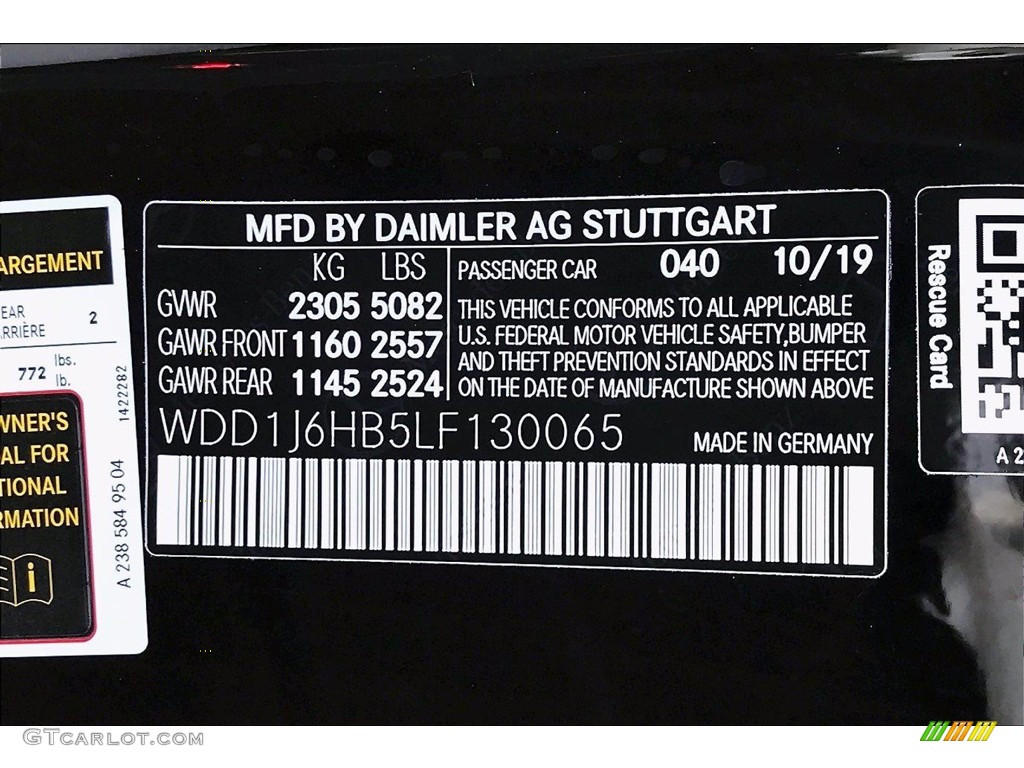 MFD BY DAIMLER AG STUTTGART
KG LBS
GVWR 2305 5082
GAWR FRONT 1160 2557
GAWR REAR 1145 2524
PASSENGER CAR 040 10/19
THIS VEHICLE CONFORMS TO ALL APPLICABLE
U.S. FEDERAL MOTOR VEHICLE SAFETY,BUMPER
AND THEFT PREVENTION STANDARDS IN EFFECT
ON THE DATE OF MANUFACTURE SHOWN ABOVE
WDD1J6HB5LF130065
MADE IN GERMANY
ARGEMENT
EAR
RRIÈRE
2
772 lbs.
lb.
WNER'S
AL FOR
TIONAL
RMATION
i
1422282
A 238 584 95 04
Rescue Card
A 2
GTCARLOT.COM